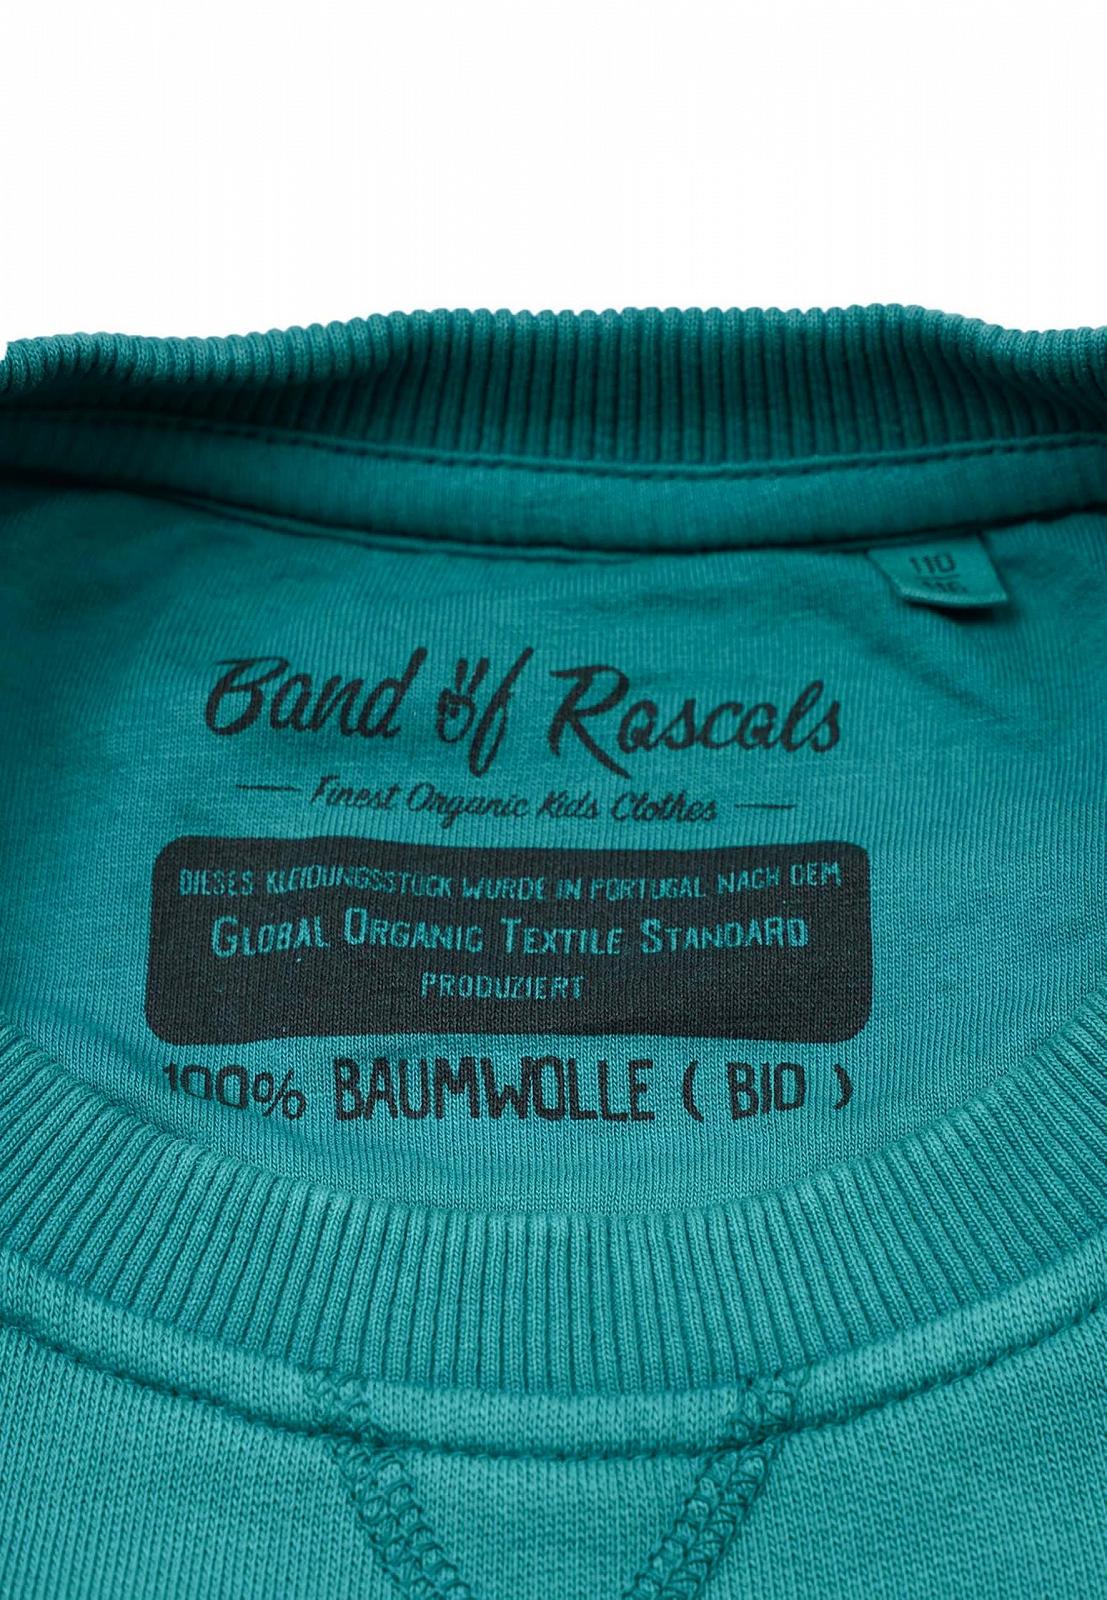 110
116
Band of Rascals
Finest Organic Kids Clothes
DIESES KLEIDUNGSSTÜCK WURDE IN PORTUGAL NACH DEM
GLOBAL ORGANIC TEXTILE STANDARD
PRODUZIERT
100% BAUMWOLLE ( BIO )